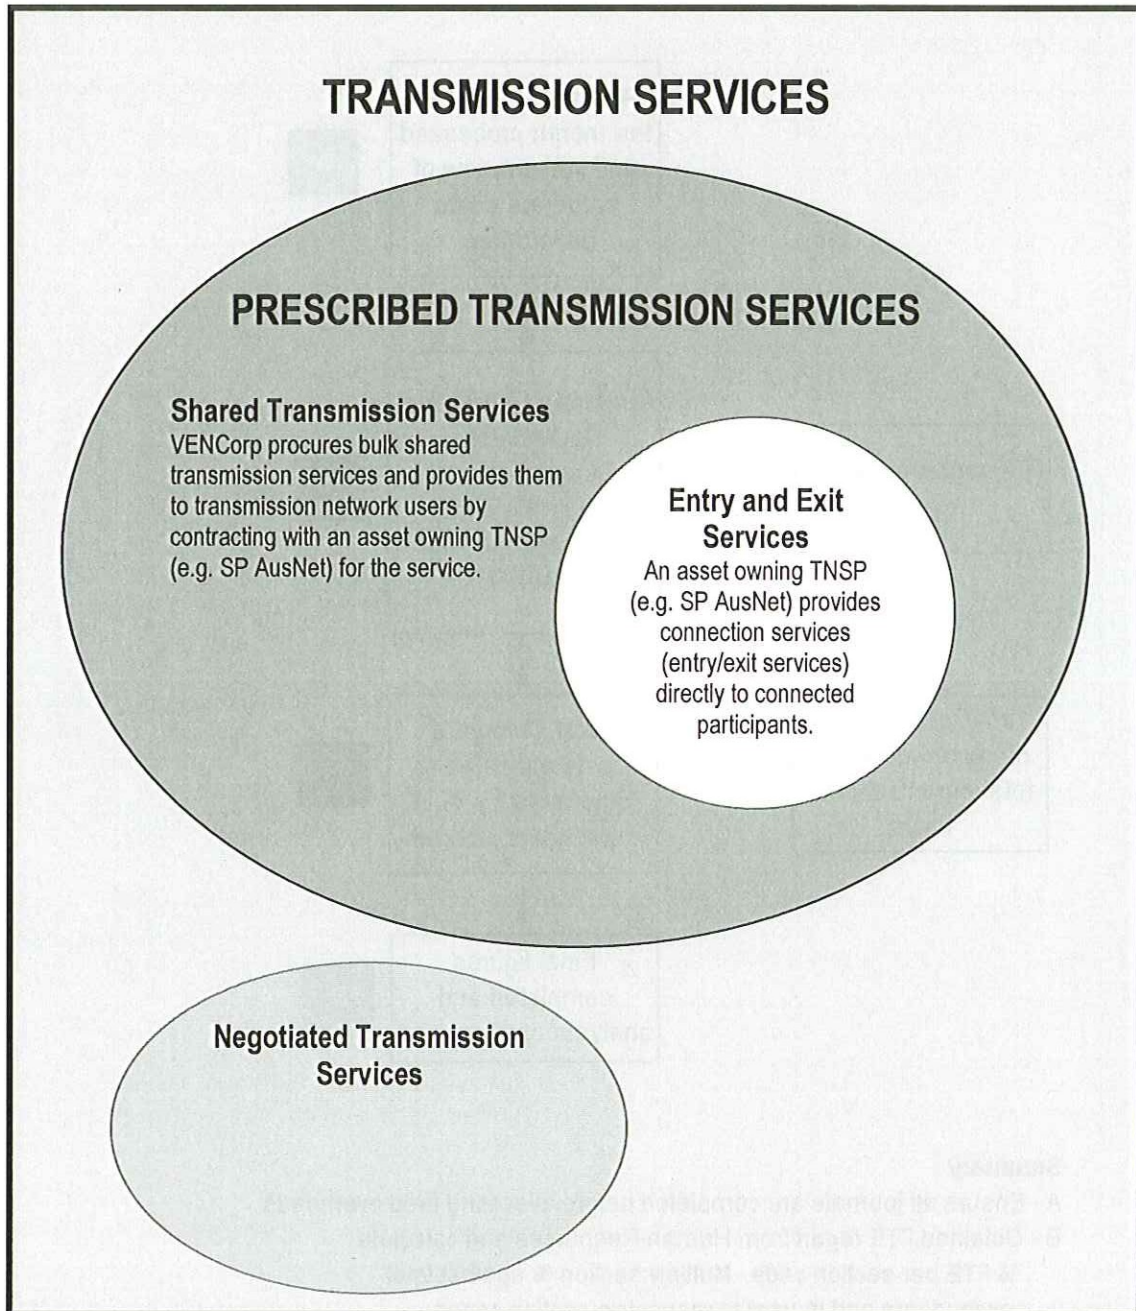 TRANSMISSION SERVICES
PRESCRIBED TRANSMISSION SERVICES
Shared Transmission Services
VENCorp procures bulk shared
transmission services and provides them
to transmission network users by
contracting with an asset owning TNSP
(e.g. SP AusNet) for the service.
Entry and Exit
Services
An asset owning TNSP
(e.g. SP AusNet) provides
connection services
(entry/exit services)
directly to connected
participants.
Negotiated Transmission
Services